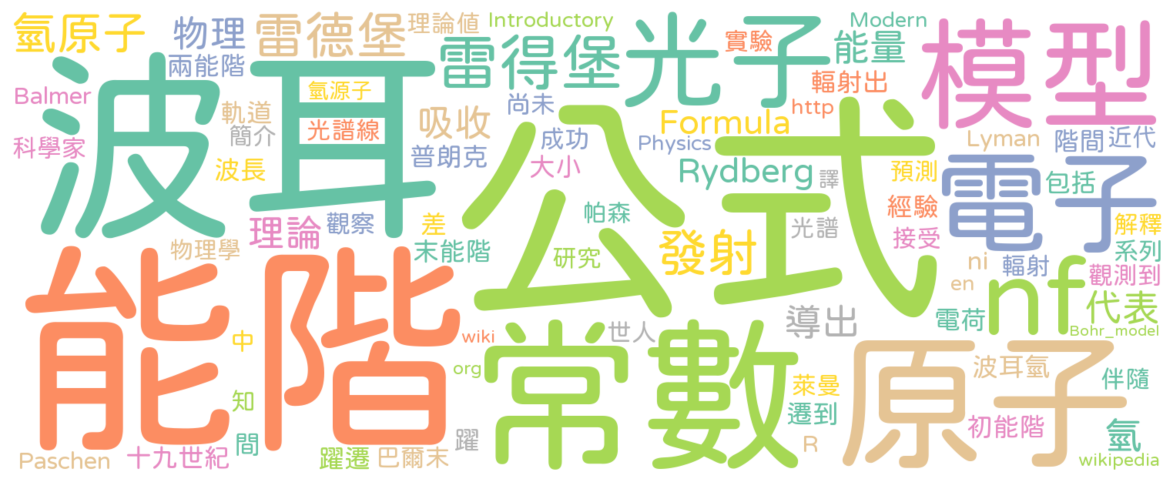 氫原子
物理
雷德堡
理論值
Introductory
Modern
兩能階
雷得堡
光子
實驗
能量
模型
Balmer
波耳
氫源子
輻射出
http
軌道
尚未
科學家
簡介
光譜線
吸收
成功
Formula
公式
Physics
Lyman
階間
近代
普朗克
大小
波長
Rydberg
譯
預測
電子
包括
理論
觀察
差
帕森
經驗
光譜
接受
解釋
物理學
末能階
研究
發射
系列
ni
輻射
觀測到
en
nf
代表
能階
導出
電荷
Bohr_model
中
wiki
世人
常數
原子
波耳氫
org
萊曼
伴隨
知
遷到
初能階
氫
間
躍
R
Paschen
十九世紀
躍遷
巴爾末
wikipedia